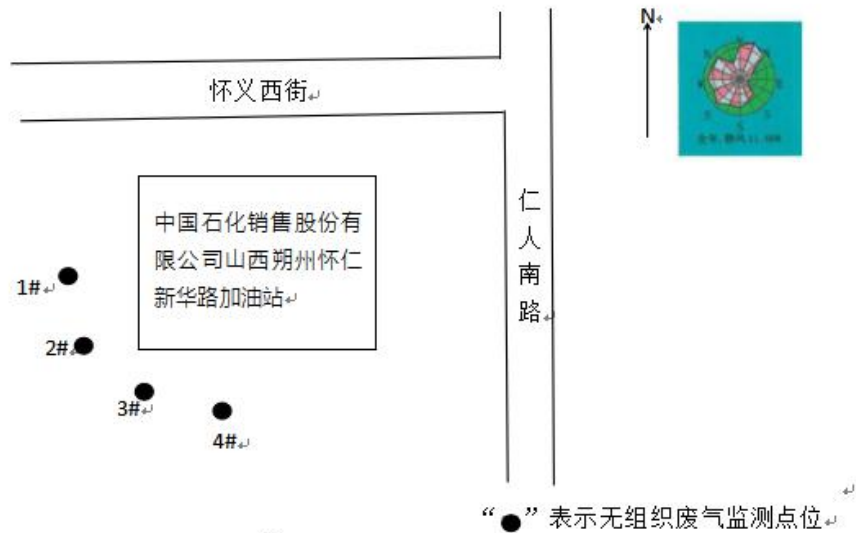 N
怀义西街
中国石化销售股份有
限公司山西朔州怀仁
新华路加油站
仁人南路
1#
2#
3#
4#
“●”表示无组织废气监测点位